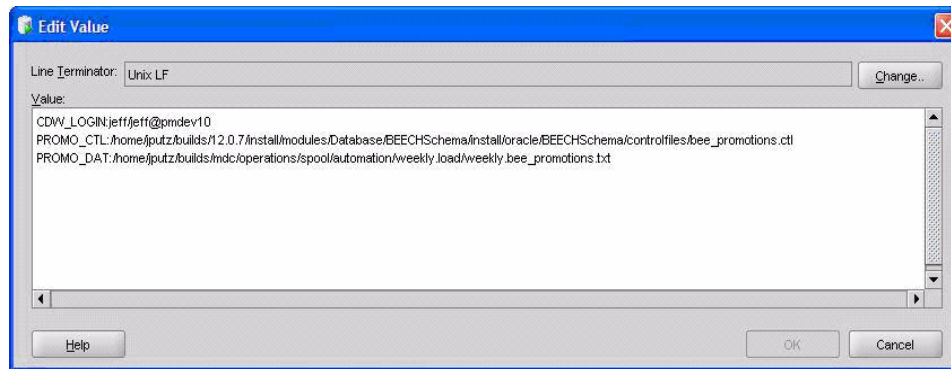 Edit Value
Line Terminator: Unix LF Change..
Value:
CDW_LOGIN:jeff/jeff@pmdev10
PROMO_CTL:/home/jputz/builds/12.0.7/install/modules/Database/BEECHSchema/install/oracle/BEECHSchema/controlfiles/bee_promotions.ctl
PROMO_DAT:/home/jputz/builds/mdc/operations/spool/automation/weekly.load/weekly.bee_promotions.txt
Help OK Cancel